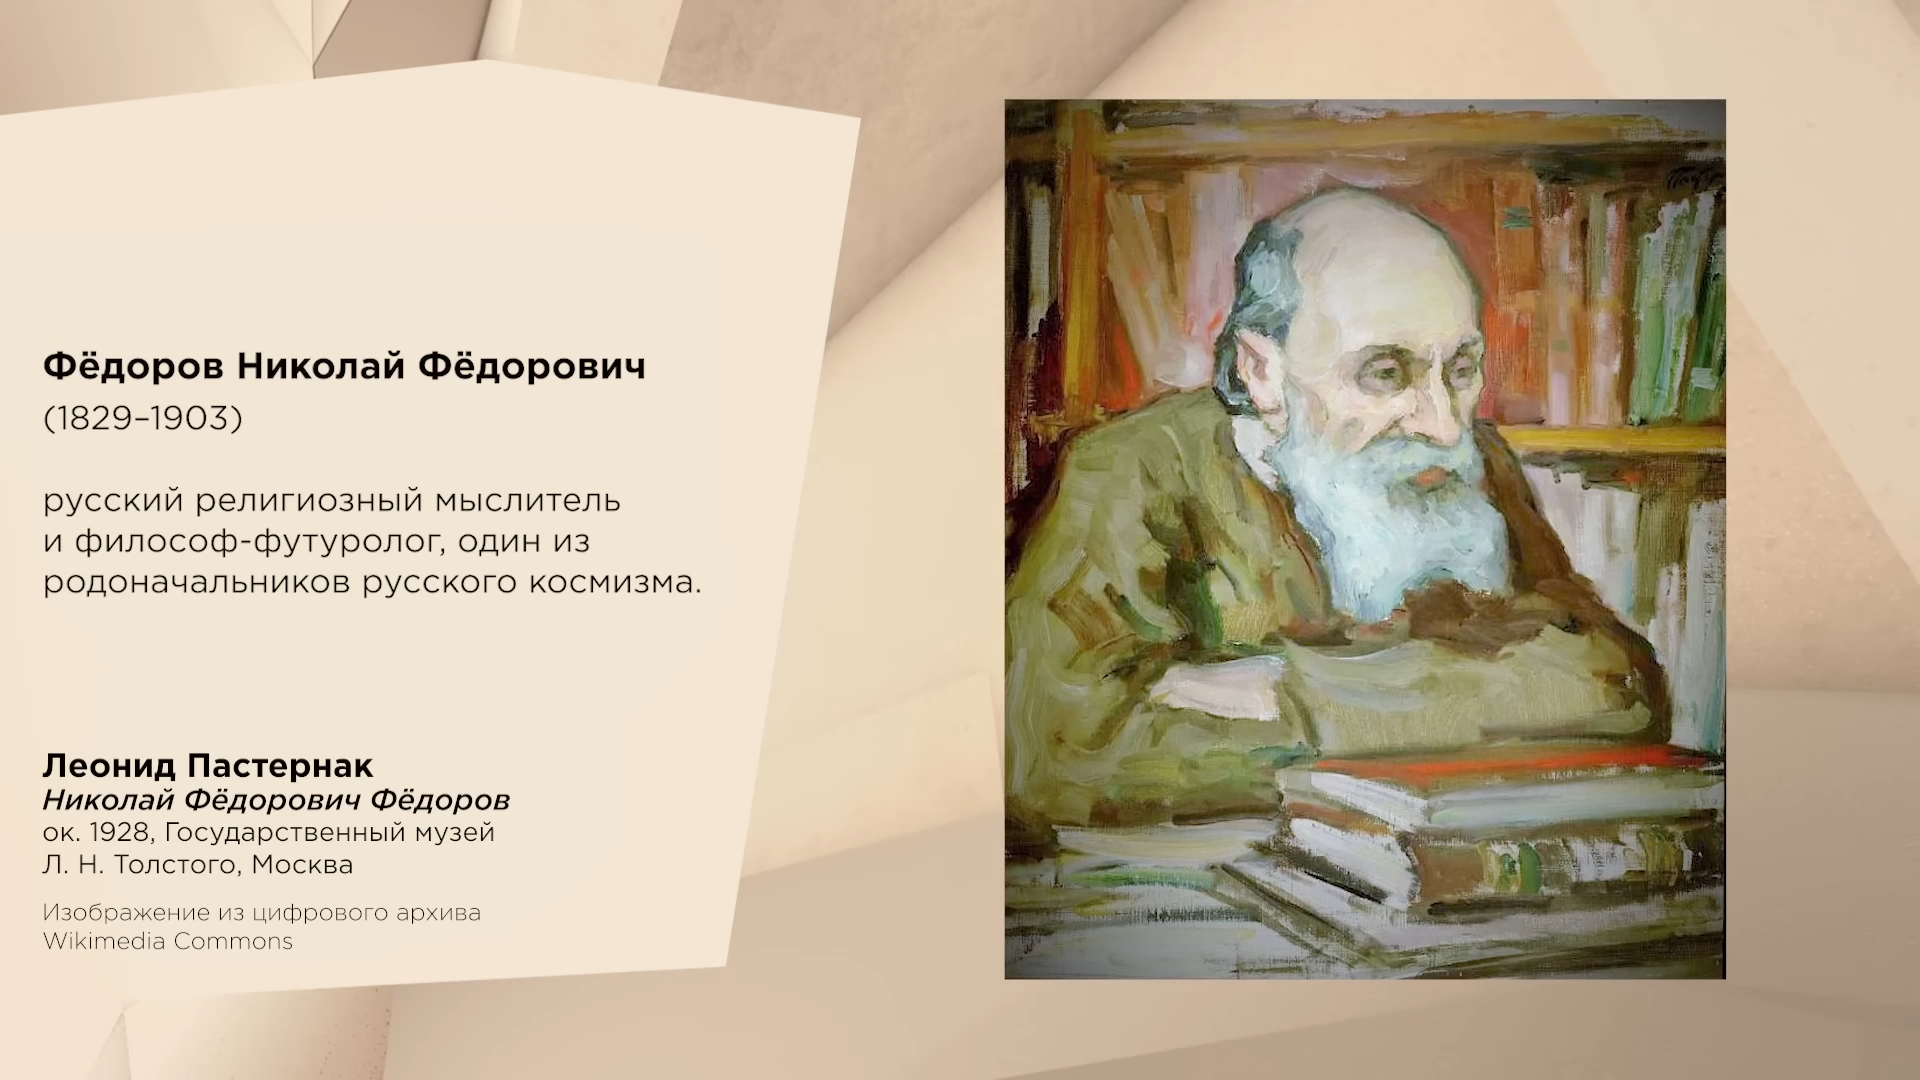 Фёдоров Николай Фёдорович
(1829–1903)
русский религиозный мыслитель
и философ-футуролог, один из
родоначальников русского космизма.
Леонид Пастернак
Николай Фёдорович Фёдоров
ок. 1928, Государственный музей
Л. Н. Толстого, Москва
Изображение из цифрового архива
Wikimedia Commons